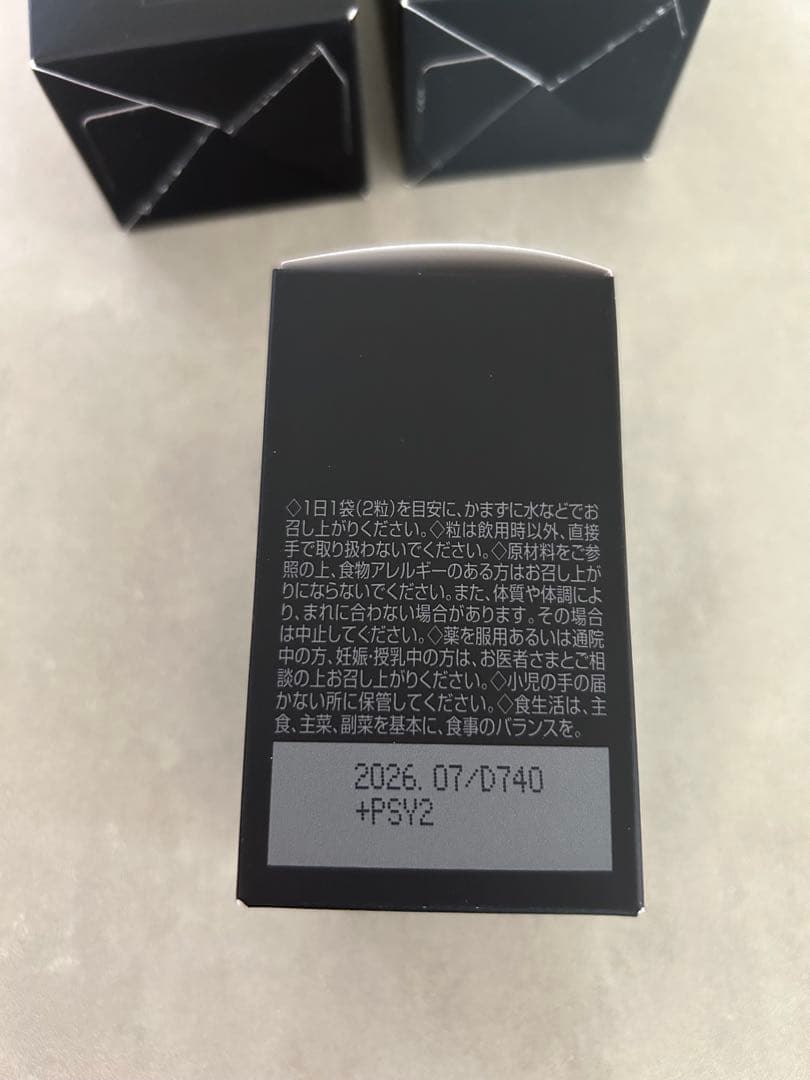 ◇1日1袋(2粒)を目安に、かまずに水などでお
召し上がりください。◇粒は飲用時以外、直接
手で取り扱わないでください。◇原材料をご参
照の上、食物アレルギーのある方はお召し上が
りにならないでください。また、体質や体調によ
り、まれに合わない場合があります。その場合
は中止してください。◇薬を服用あるいは通院
中の方、妊娠・授乳中の方は、お医者さまとご相
談の上お召し上がりください。◇小児の手の届
かない所に保管してください。◇食生活は、主
食、主菜、副菜を基本に、食事のバランスを。
2026. 07/D740
+PSY2